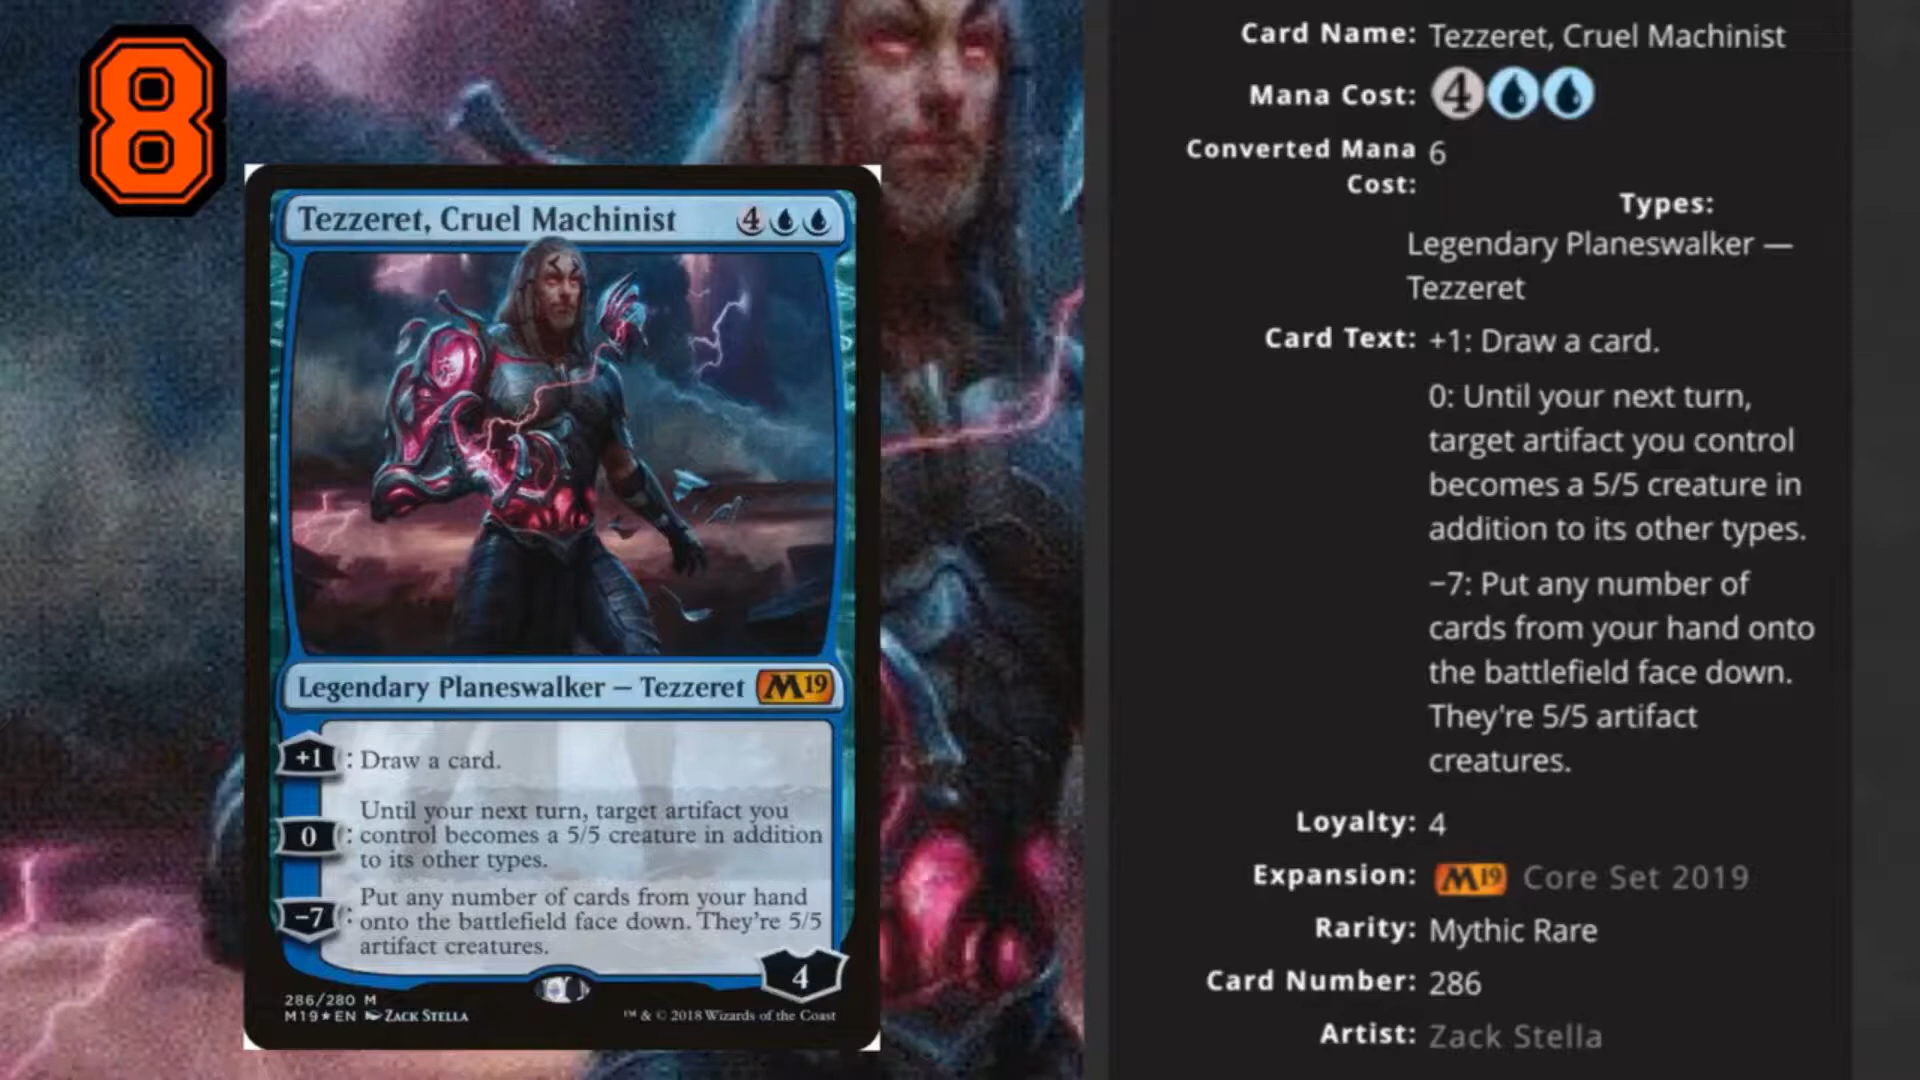 8
Tezzeret, Cruel Machinist 4
Legendary Planeswalker – Tezzeret M19
+1 : Draw a card.
Until your next turn, target artifact you
0 : control becomes a 5/5 creature in addition
to its other types.
Put any number of cards from your hand
−7 : onto the battlefield face down. They're 5/5
artifact creatures.
4
286/280 M
M19★EN ZACK STELLA
™ & © 2018 Wizards of the Coast
Card Name: Tezzeret, Cruel Machinist
Mana Cost: 4
Converted Mana 6
Cost:
Types:
Legendary Planeswalker —
Tezzeret
Card Text: +1: Draw a card.
0: Until your next turn,
target artifact you control
becomes a 5/5 creature in
addition to its other types.
−7: Put any number of
cards from your hand onto
the battlefield face down.
They're 5/5 artifact
creatures.
Loyalty: 4
Expansion: M19 Core Set 2019
Rarity: Mythic Rare
Card Number: 286
Artist: Zack Stella